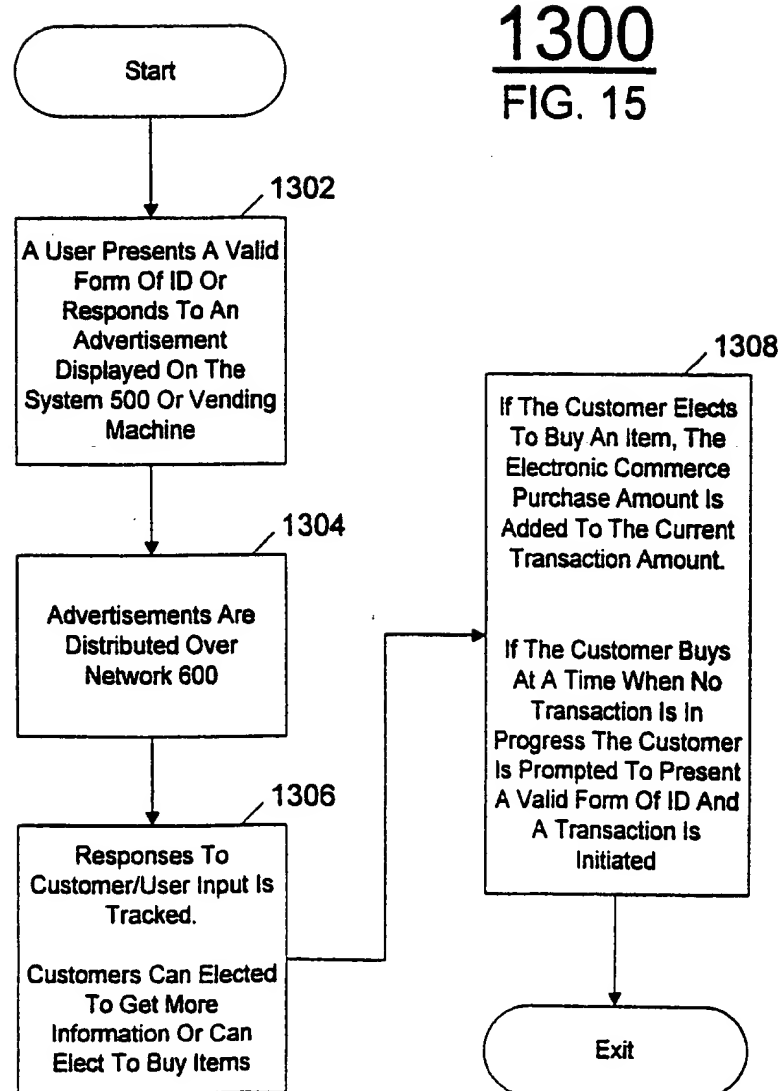 1300
FIG. 15
Start
1302
A User Presents A Valid
Form Of ID Or
Responds To An
Advertisement
Displayed On The
System 500 Or Vending
Machine
1304
Advertisements Are
Distributed Over
Network 600
1306
Responses To
Customer/User Input Is
Tracked.
Customers Can Elected
To Get More
Information Or Can
Elect To Buy Items
1308
If The Customer Elects
To Buy An Item, The
Electronic Commerce
Purchase Amount Is
Added To The Current
Transaction Amount.
If The Customer Buys
At A Time When No
Transaction Is In
Progress The Customer
Is Prompted To Present
A Valid Form Of ID And
A Transaction Is
Initiated
Exit